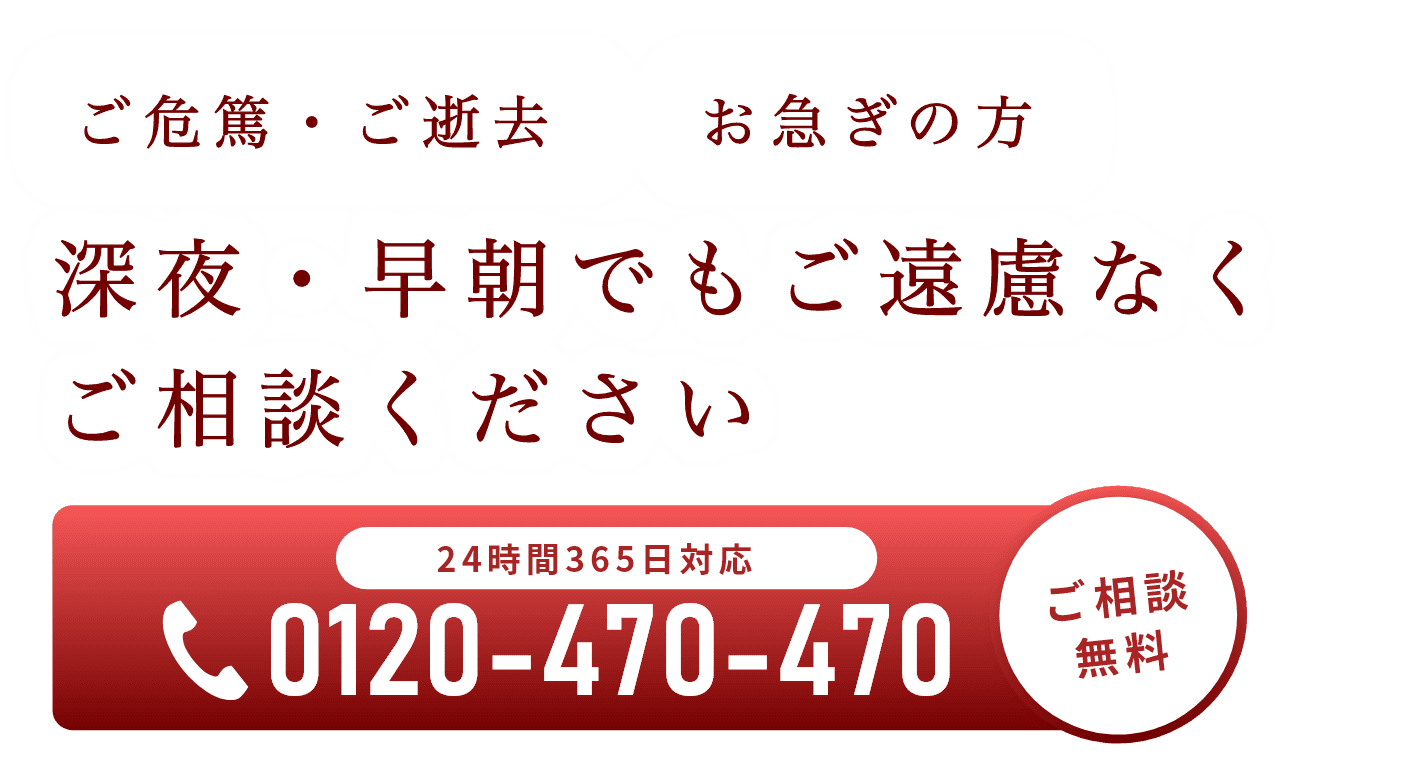 ご危篤・ご逝去 お急ぎの方
深夜・早朝でもご遠慮なく
ご相談ください
24時間365日対応
0120-470-470
ご相談
無料